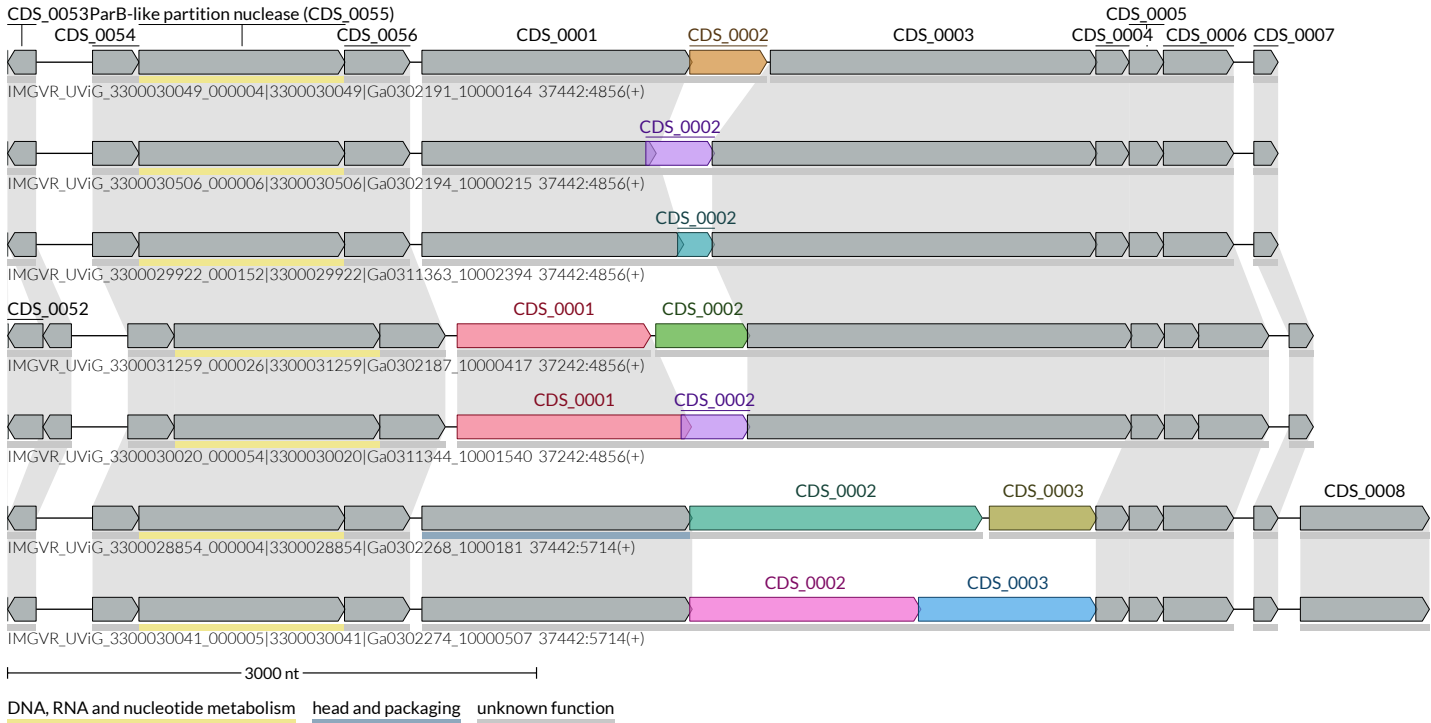 CDS_0053 ParB-like partition nuclease (CDS_0055) CDS_0005
CDS_0054 CDS_0056 CDS_0001 CDS_0002 CDS_0003 CDS_0004 CDS_0006 CDS_0007
IMGVR_UViG_3300030049_000004|3300030049|Ga0302191_10000164 37442:4856(+)
CDS_0002
IMGVR_UViG_3300030506_000006|3300030506|Ga0302194_10000215 37442:4856(+)
CDS_0002
IMGVR_UViG_3300029922_000152|3300029922|Ga0311363_10002394 37442:4856(+)
CDS_0052 CDS_0001 CDS_0002
IMGVR_UViG_3300031259_000026|3300031259|Ga0302187_10000417 37242:4856(+)
CDS_0001 CDS_0002
IMGVR_UViG_3300030020_000054|3300030020|Ga0311344_10001540 37242:4856(+)
CDS_0002 CDS_0003 CDS_0008
IMGVR_UViG_3300028854_000004|3300028854|Ga0302268_1000181 37442:5714(+)
CDS_0002 CDS_0003
IMGVR_UViG_3300030041_000005|3300030041|Ga0302274_10000507 37442:5714(+)
3000 nt
DNA, RNA and nucleotide metabolism head and packaging unknown function